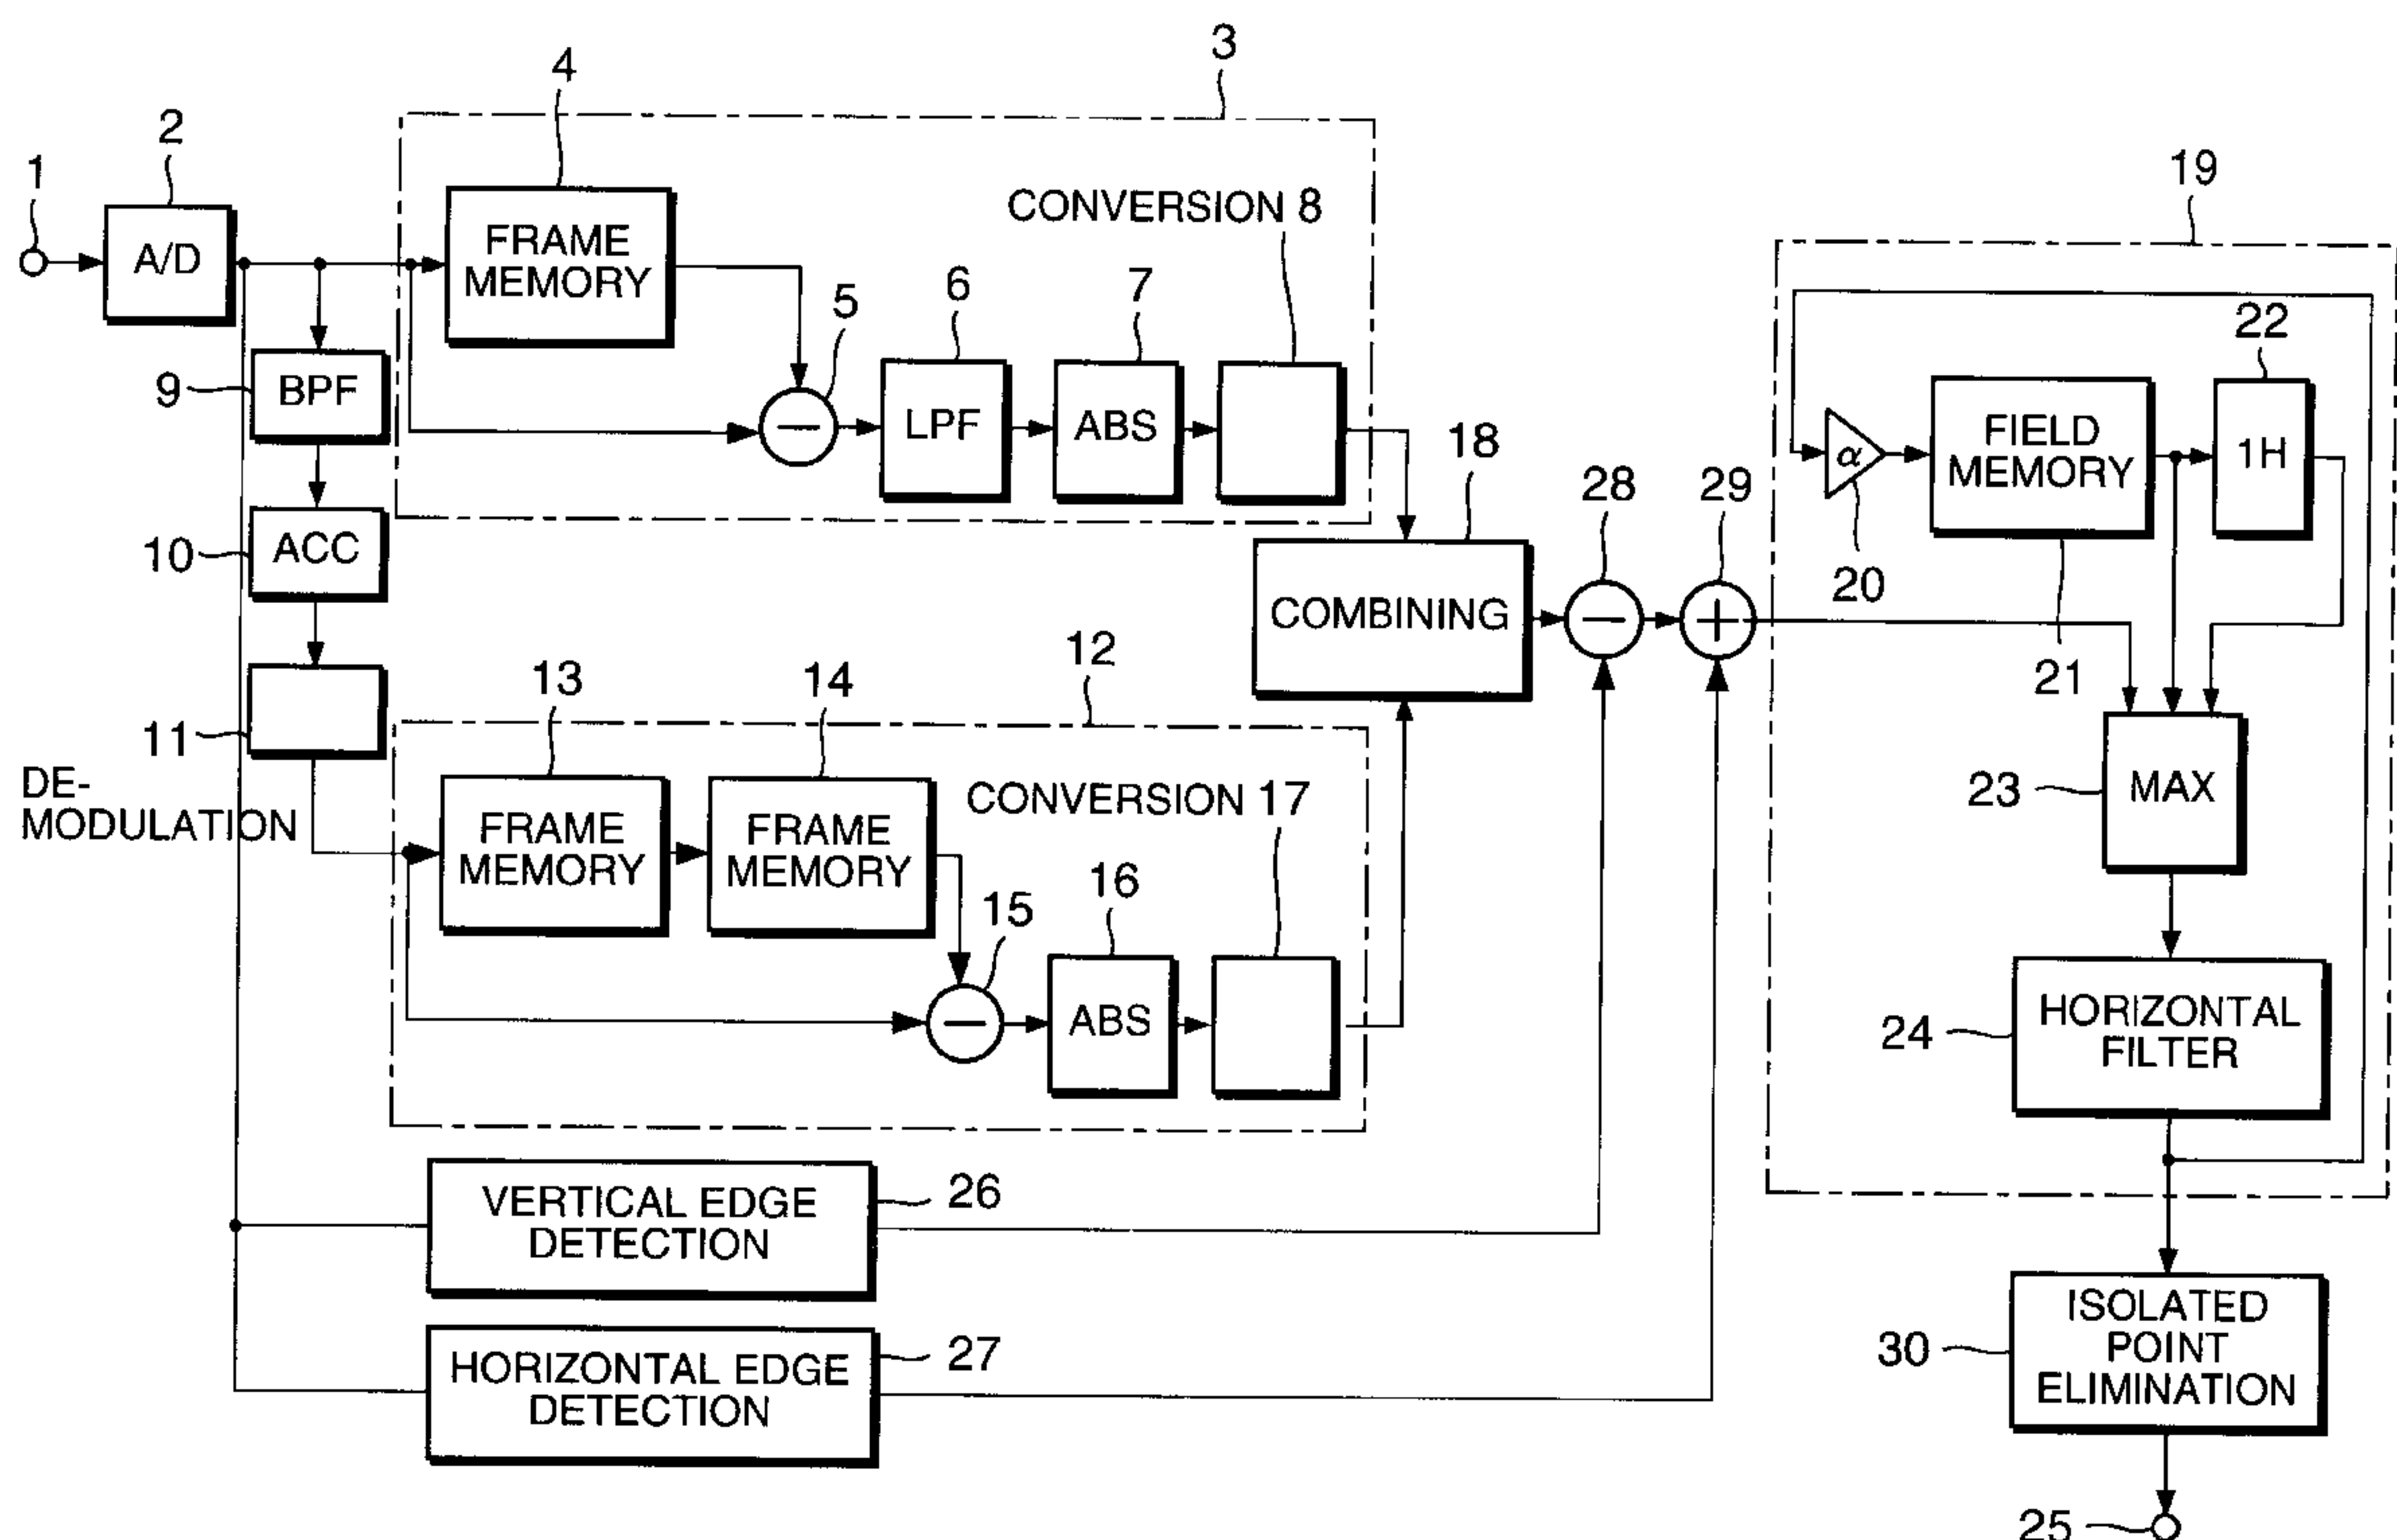 3
4
2
1
19
CONVERSION 8
A/D
FRAME
MEMORY
5
6
7
22
9
BPF
LPF
ABS
18
28
29
α
FIELD
MEMORY
1H
10
ACC
20
COMBINING
−
−
+
12
13
14
21
11
DE-
MODULATION
CONVERSION 17
23
MAX
FRAME
MEMORY
FRAME
MEMORY
15
16
−
ABS
24
HORIZONTAL
FILTER
VERTICAL EDGE
DETECTION
26
HORIZONTAL EDGE
DETECTION
27
30
ISOLATED
POINT
ELIMINATION
25